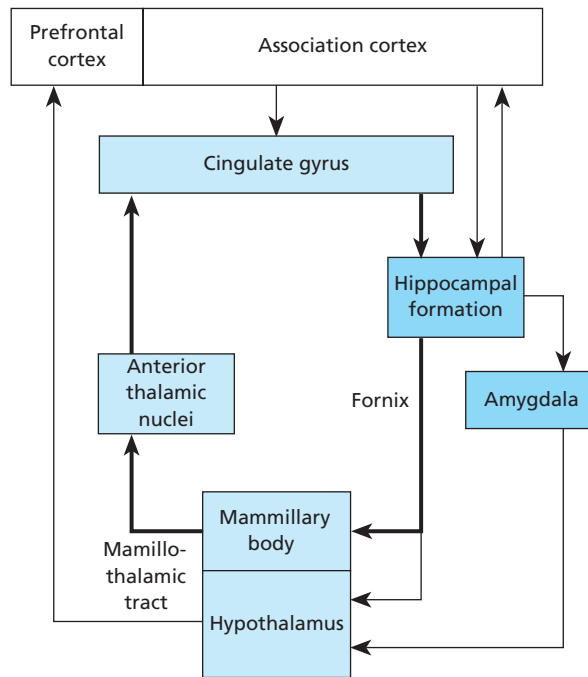 Prefrontal
cortex
Association cortex
Cingulate gyrus
Hippocampal
formation
Anterior
thalamic
nuclei
Fornix
Amygdala
Mammillary
body
Mamillo-
thalamic
tract
Hypothalamus